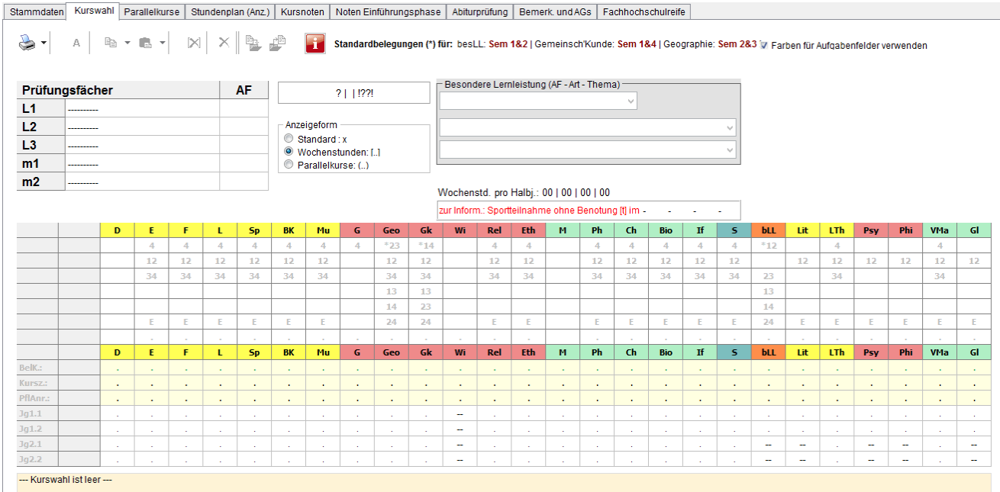 Stammdaten Kurswahl Parallelkurse Stundenplan (Anz.) Kursnoten Noten Einführungsphase Abiturprüfung Bemerk. und AGs Fachhochschulreife
A Standardbelegungen (*) für: besLL: Sem 1&2 | Gemeinsch'Kunde: Sem 1&4 | Geographie: Sem 2&3 Farben für Aufgabenfelder verwenden
Prüfungsfächer AF
L1 ----------
L2 ----------
L3 ----------
m1 ----------
m2 ----------
? | | !??!
Anzeigeform
Standard : x
Wochenstunden: [..]
Parallelkurse: (..)
Besondere Lernleistung (AF - Art - Thema)
Wochenstd. pro Halbj.: 00 | 00 | 00 | 00
zur Inform.: Sportteilnahme ohne Benotung [t] im - - - -
D E F L Sp BK Mu G Geo Gk Wi Rel Eth M Ph Ch Bio If S bLL Lit LTh Psy Phi VMa Gl
4 4 4 4 4 4 4 *23 *14 4 4 4 4 4 4 4 *12 4 4
12 12 12 12 12 12 12 12 12 12 12 12 12 12 12 12 12 12 12 12 12
34 34 34 34 34 34 34 34 34 34 34 34 34 34 34 23 34 34
13 13 13
14 23 14
E E E E E E 24 24 E E E E E E E 24 E E E E E E
. . . . . . . . . . . . . . . . . . . . . . .
D E F L Sp BK Mu G Geo Gk Wi Rel Eth M Ph Ch Bio If S bLL Lit LTh Psy Phi VMa Gl
BelK.: . . . . . . . . . . . . . . . . . . . . . . . . . .
Kursz.: . . . . . . . . . . . . . . . . . . . . . . . . . .
PflAnr.: . . . . . . . . . . . . . . . . . . . . . . . . . .
Jg1.1 . . . . . . . . . . -- . . . . . . . . . . . . . . .
Jg1.2 . . . . . . . . . . -- . . . . . . . . . . . . . . .
Jg2.1 . . . . . . . . . . -- . . . . . . . . -- -- . -- -- . --
Jg2.2 . . . . . . . . . . -- . . . . . . . . -- -- . -- -- . --
--- Kurswahl ist leer ---